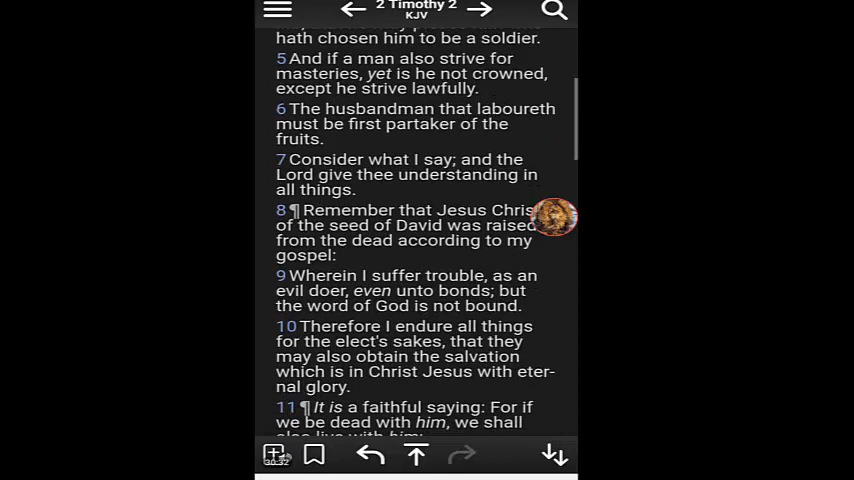 2 Timothy 2
KJV
hath chosen him to be a soldier.
5 And if a man also strive for
masteries, yet is he not crowned,
except he strive lawfully.
6 The husbandman that laboureth
must be first partaker of the
fruits.
7 Consider what I say; and the
Lord give thee understanding in
all things.
8 ¶ Remember that Jesus Chris
of the seed of David was raised
from the dead according to my
gospel:
9 Wherein I suffer trouble, as an
evil doer, even unto bonds; but
the word of God is not bound.
10 Therefore I endure all things
for the elect's sakes, that they
may also obtain the salvation
which is in Christ Jesus with eter-
nal glory.
11 ¶ It is a faithful saying: For if
we be dead with him, we shall
also live with him:
30:32